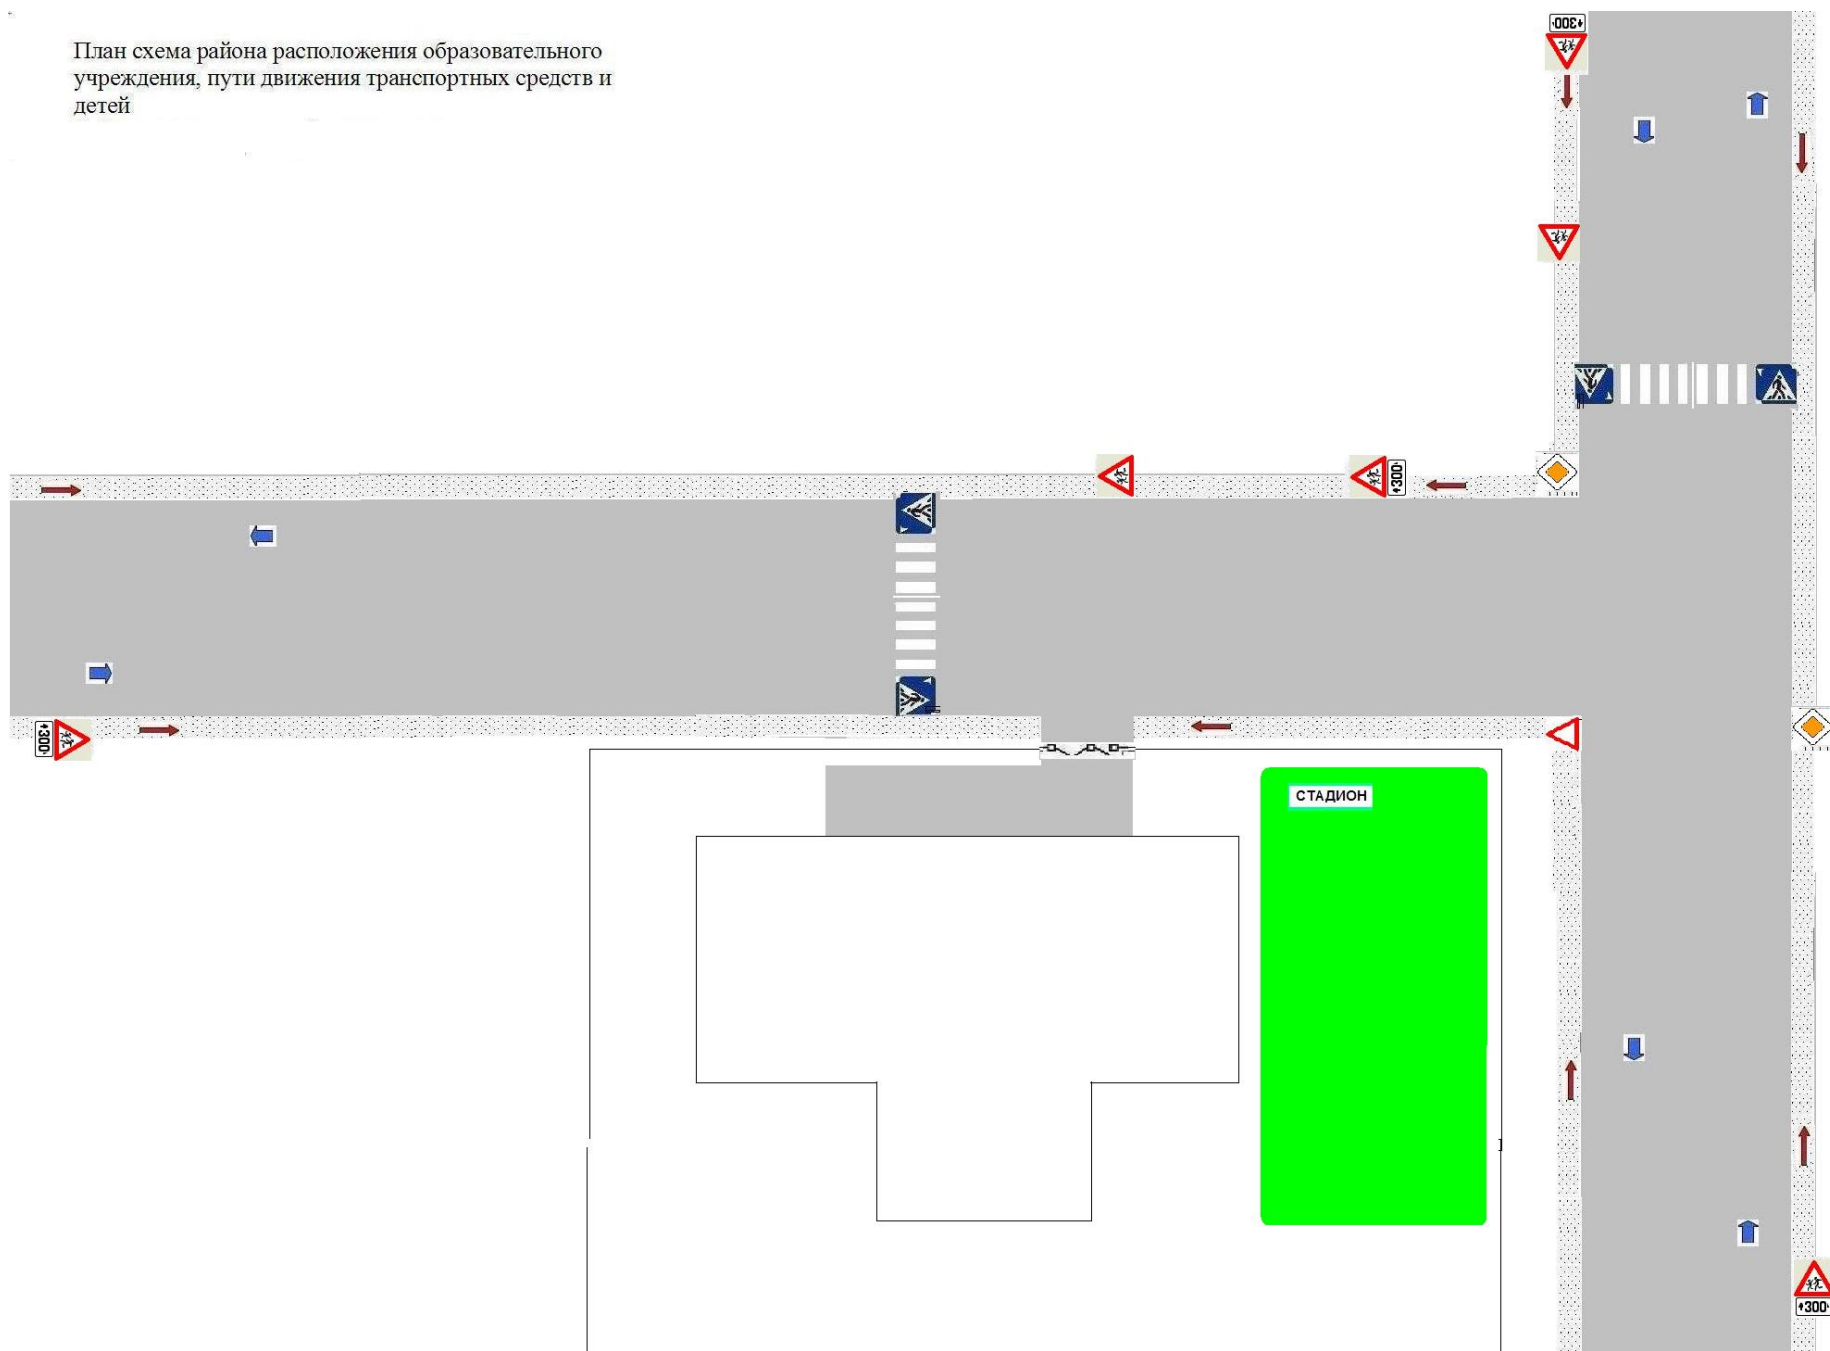 План схема района расположения образовательного
учреждения, пути движения транспортных средств и
детей
300
300
300
СТАДИОН
300